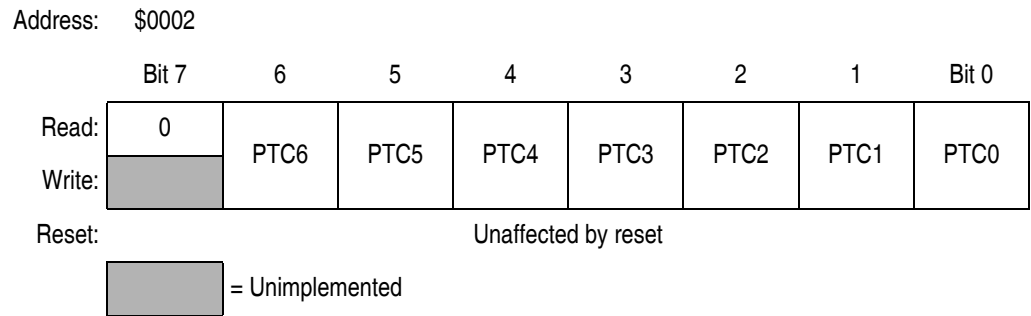 Address: $0002
Bit 7 6 5 4 3 2 1 Bit 0
Read: 0
PTC6 PTC5 PTC4 PTC3 PTC2 PTC1 PTC0
Write:
Reset: Unaffected by reset
= Unimplemented